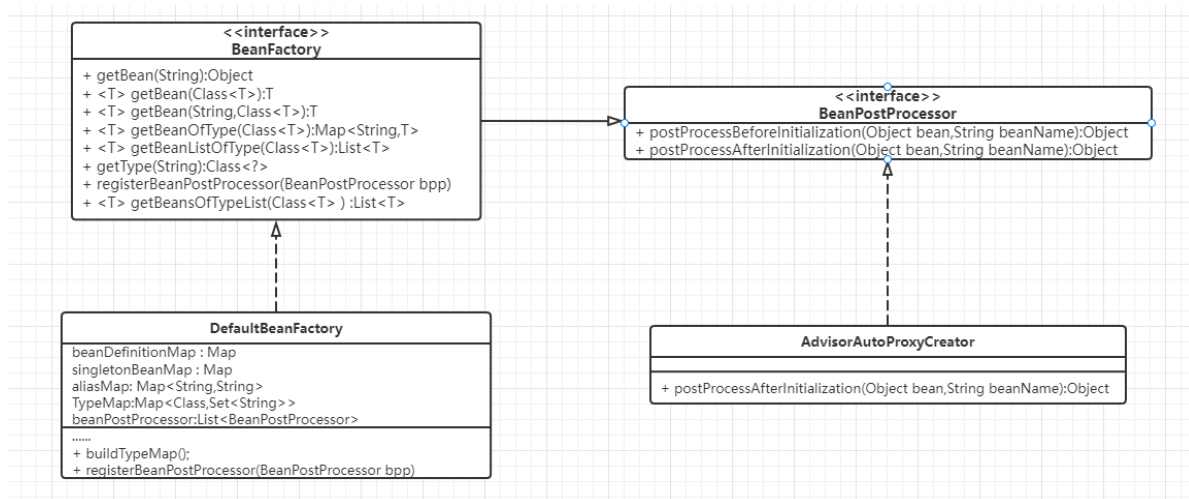 <<interface>>
BeanFactory
+ getBean(String):Object
+ <T> getBean(Class<T>):T
+ <T> getBean(String,Class<T>):T
+ <T> getBeanOfType(Class<T>):Map<String,T>
+ <T> getBeanListOfType(Class<T>):List<T>
+ getType(String):Class<?>
+ registerBeanPostProcessor(BeanPostProcessor bpp)
+ <T> getBeansOfTypeList(Class<T> ) :List<T>
<<interface>>
BeanPostProcessor
+ postProcessBeforeInitialization(Object bean,String beanName):Object
+ postProcessAfterInitialization(Object bean,String beanName):Object
DefaultBeanFactory
beanDefinitionMap : Map
singletonBeanMap : Map
aliasMap: Map<String,String>
TypeMap:Map<Class,Set<String>>
beanPostProcessor:List<BeanPostProcessor>
......
+ buildTypeMap();
+ registerBeanPostProcessor(BeanPostProcessor bpp)
AdvisorAutoProxyCreator
+ postProcessAfterInitialization(Object bean,String beanName):Object